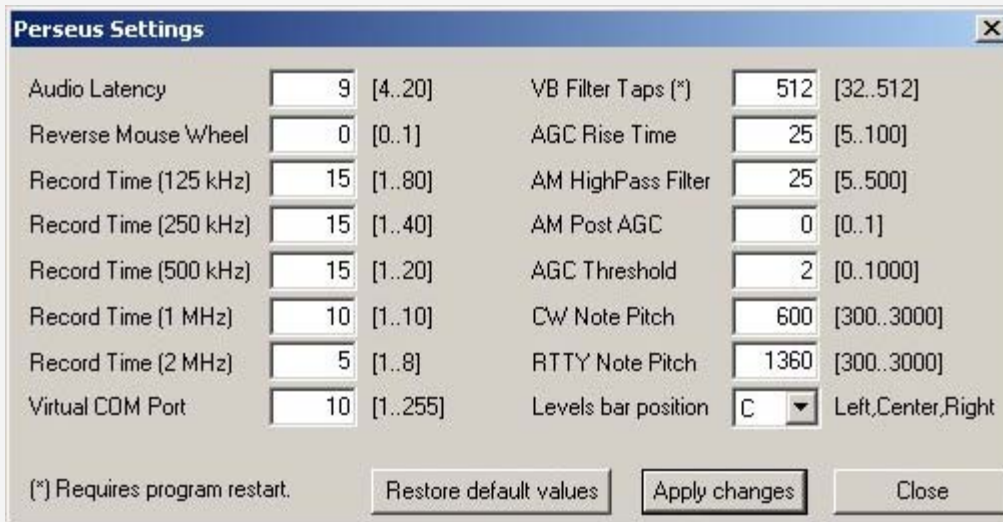 Perseus Settings
Audio Latency 9 [4..20]
Reverse Mouse Wheel 0 [0..1]
Record Time (125 kHz) 15 [1..80]
Record Time (250 kHz) 15 [1..40]
Record Time (500 kHz) 15 [1..20]
Record Time (1 MHz) 10 [1..10]
Record Time (2 MHz) 5 [1..8]
Virtual COM Port 10 [1..255]
VB Filter Taps (*) 512 [32..512]
AGC Rise Time 25 [5..100]
AM HighPass Filter 25 [5..500]
AM Post AGC 0 [0..1]
AGC Threshold 2 [0..1000]
CW Note Pitch 600 [300..3000]
RTTY Note Pitch 1360 [300..3000]
Levels bar position C Left,Center,Right
(*) Requires program restart.
Restore default values
Apply changes
Close